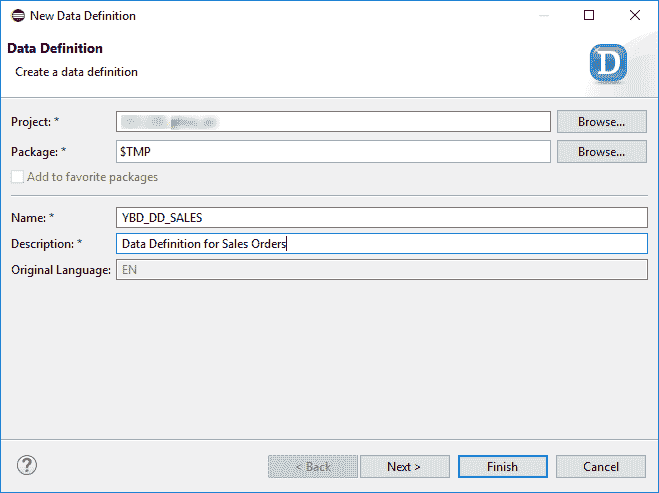 New Data Definition
Data Definition
Create a data definition
D
Project: *
Browse...
Package: * $TMP Browse...
Add to favorite packages
Name: * YBD_DD_SALES
Description: * Data Definition for Sales Orders
Original Language: EN
? < Back Next > Finish Cancel